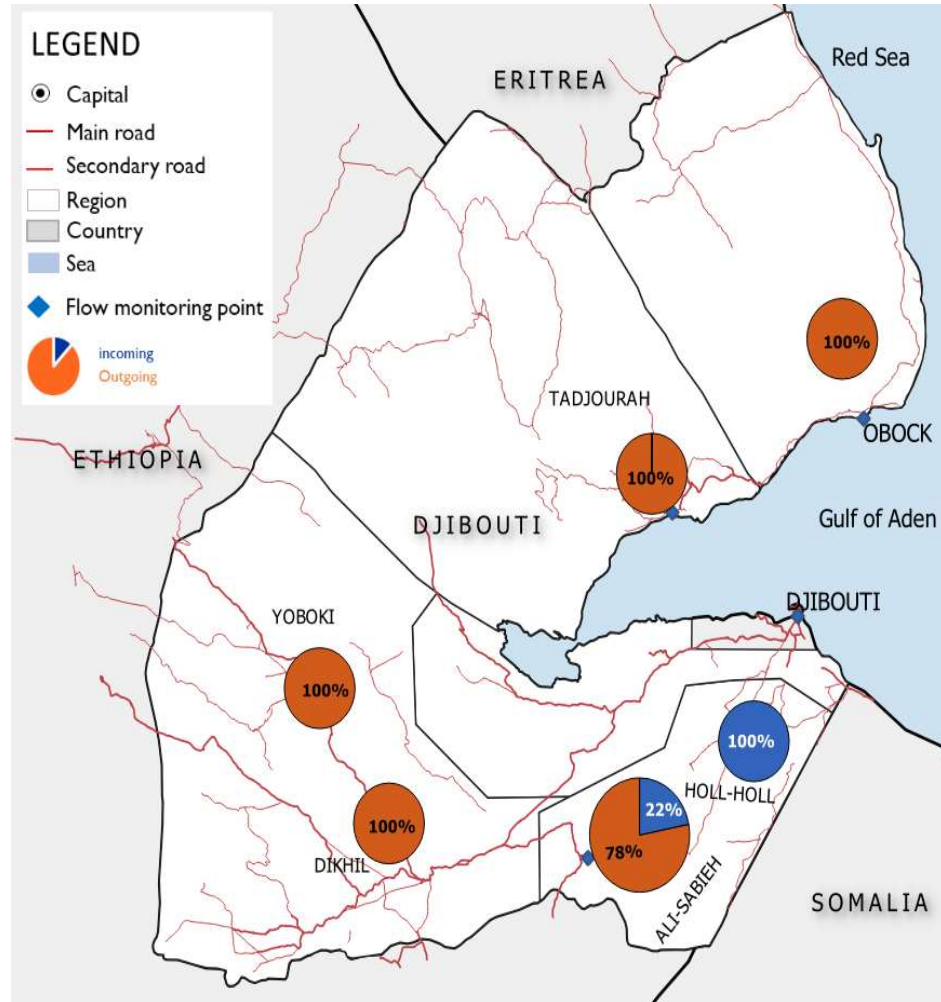 LEGEND
Capital
Main road
Secondary road
Region
Country
Sea
Flow monitoring point
incoming
Outgoing
Red Sea
ERITREA
100%
TADJOURAH
OBOCK
ETHIOPIA
100%
DJIBOUTI
Gulf of Aden
DJIBOUTI
YOBOKI
100%
100%
HOLL-HOLL
22%
100%
78%
DIKHIL
ALI-SABIEH
SOMALIA